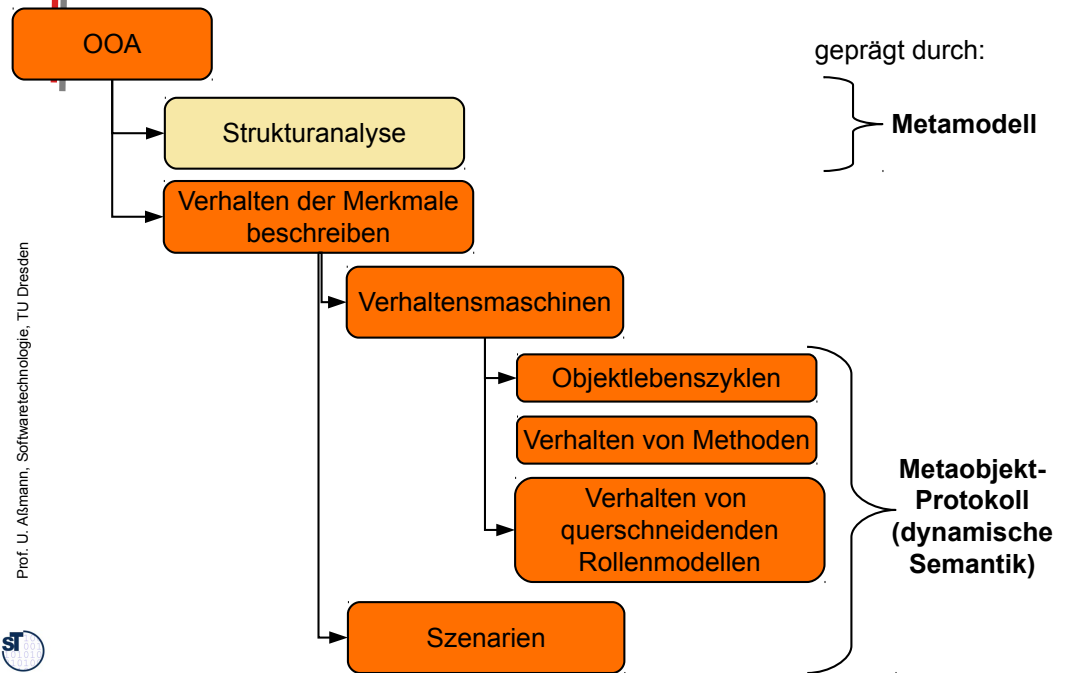 OOA
geprägt durch:
Strukturanalyse
Metamodell
Verhalten der Merkmale
beschreiben
Verhaltensmaschinen
Objektlebenszyklen
Verhalten von Methoden
Verhalten von
querschneidenden
Rollenmodellen
Metaobjekt-
Protokoll
(dynamische
Semantik)
Szenarien
Prof. U. Aßmann, Softwaretechnologie, TU Dresden
ST